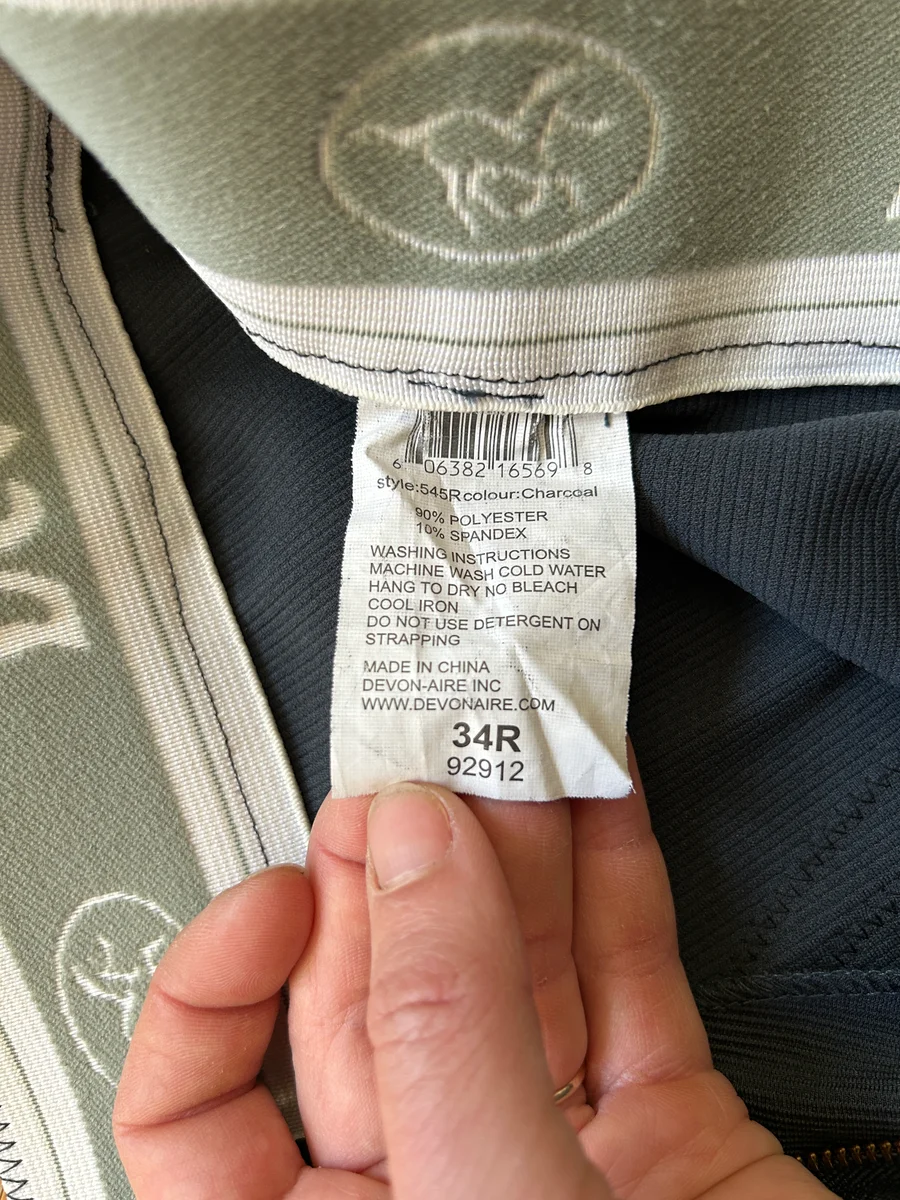 6 06382 16569 8
style:545R colour:Charcoal
90% POLYESTER
10% SPANDEX
WASHING INSTRUCTIONS
MACHINE WASH COLD WATER
HANG TO DRY NO BLEACH
COOL IRON
DO NOT USE DETERGENT ON
STRAPPING
MADE IN CHINA
DEVON-AIRE INC
WWW.DEVONAIRE.COM
34R
92912